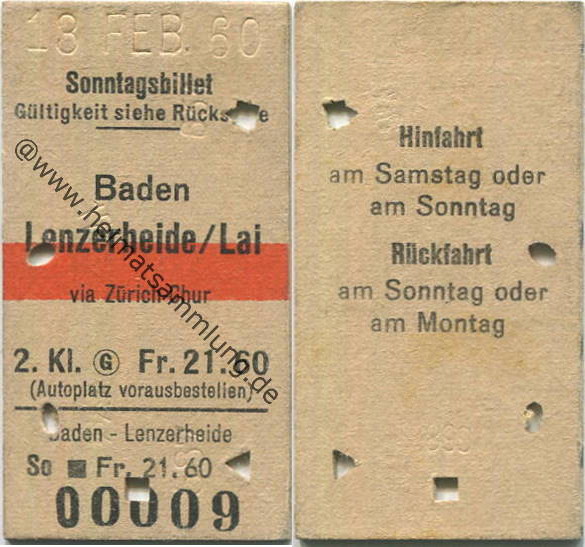 13 FEB. 60
Sonntagsbillet
Gültigkeit siehe Rückseite
Baden
Lenzerheide/Lai
via Zürich-Chur
2. Kl. G Fr. 21.60
(Autoplatz vorausbestellen)
Baden - Lenzerheide
So Fr. 21.60
00009
@www.heimatsammlung.de
Hinfahrt
am Samstag oder
am Sonntag
Rückfahrt
am Sonntag oder
am Montag